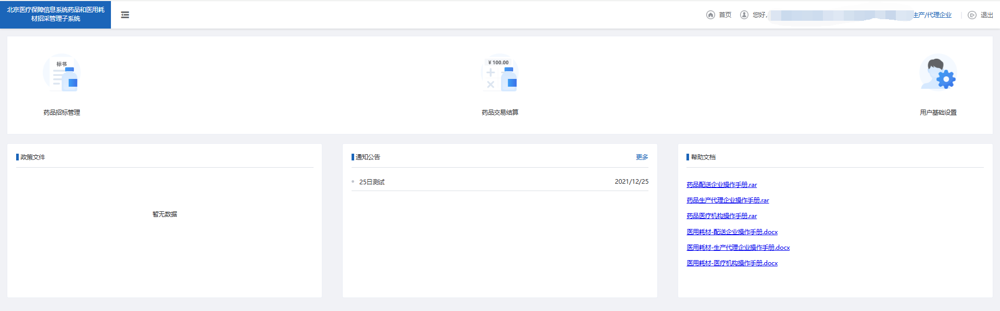 北京医疗保障信息系统药品和医用耗
材招采管理子系统
首页
您好,
生产/代理企业
退出
标书
¥ 100.00
药品招标管理
药品交易结算
用户基础设置
政策文件
暂无数据
通知公告
更多
25日测试
2021/12/25
帮助文档
药品配送企业操作手册.rar
药品生产代理企业操作手册.rar
药品医疗机构操作手册.rar
医用耗材-配送企业操作手册.docx
医用耗材-生产代理企业操作手册.docx
医用耗材-医疗机构操作手册.docx